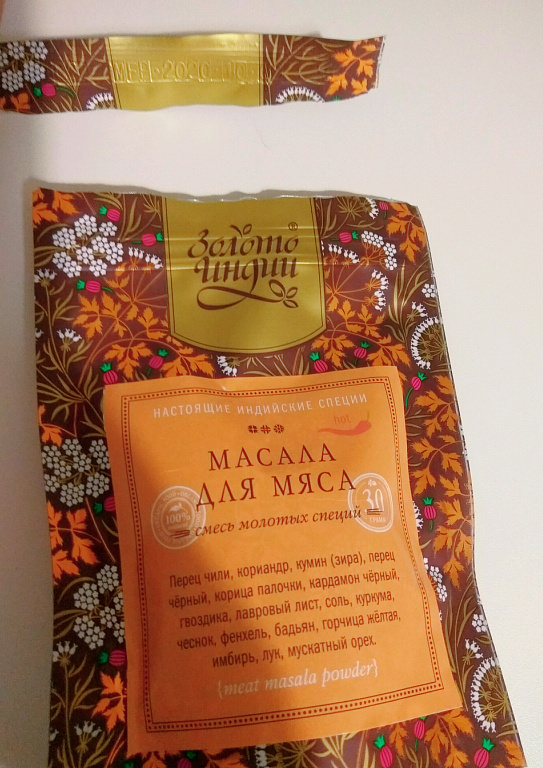 Золото
Индии
®
НАСТОЯЩИЕ ИНДИЙСКИЕ СПЕЦИИ
hot
МАСАЛА
ДЛЯ МЯСА
100%
30
ГРАММ
смесь молотых специй
Перец чили, кориандр, кумин (зира), перец
чёрный, корица палочки, кардамон чёрный,
гвоздика, лавровый лист, соль, куркума,
чеснок, фенхель, бадьян, горчица жёлтая,
имбирь, лук, мускатный орех.
{meat masala powder}